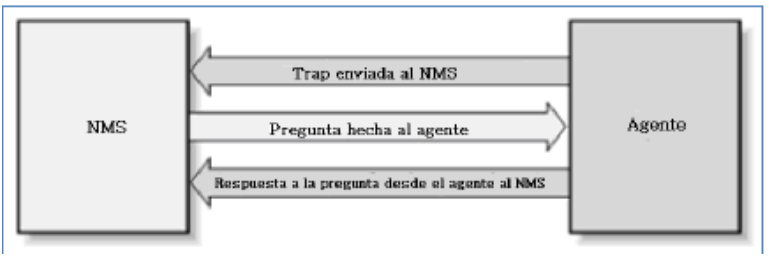 Trap enviada al NMS
NMS
Pregunta hecha al agente
Agente
Respuesta a la pregunta desde el agente al NMS